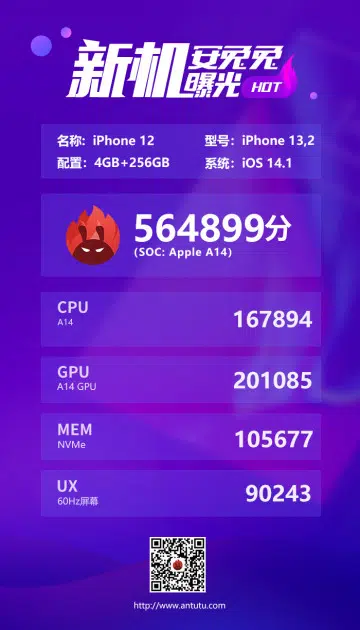 新机 安兔兔
曝光 HOT
名称: iPhone 12 型号: iPhone 13,2
配置: 4GB+256GB 系统: iOS 14.1
564899分
(SOC: Apple A14)
CPU
A14
167894
GPU
A14 GPU
201085
MEM
NVMe
105677
UX
60Hz屏幕
90243
http://www.antutu.com